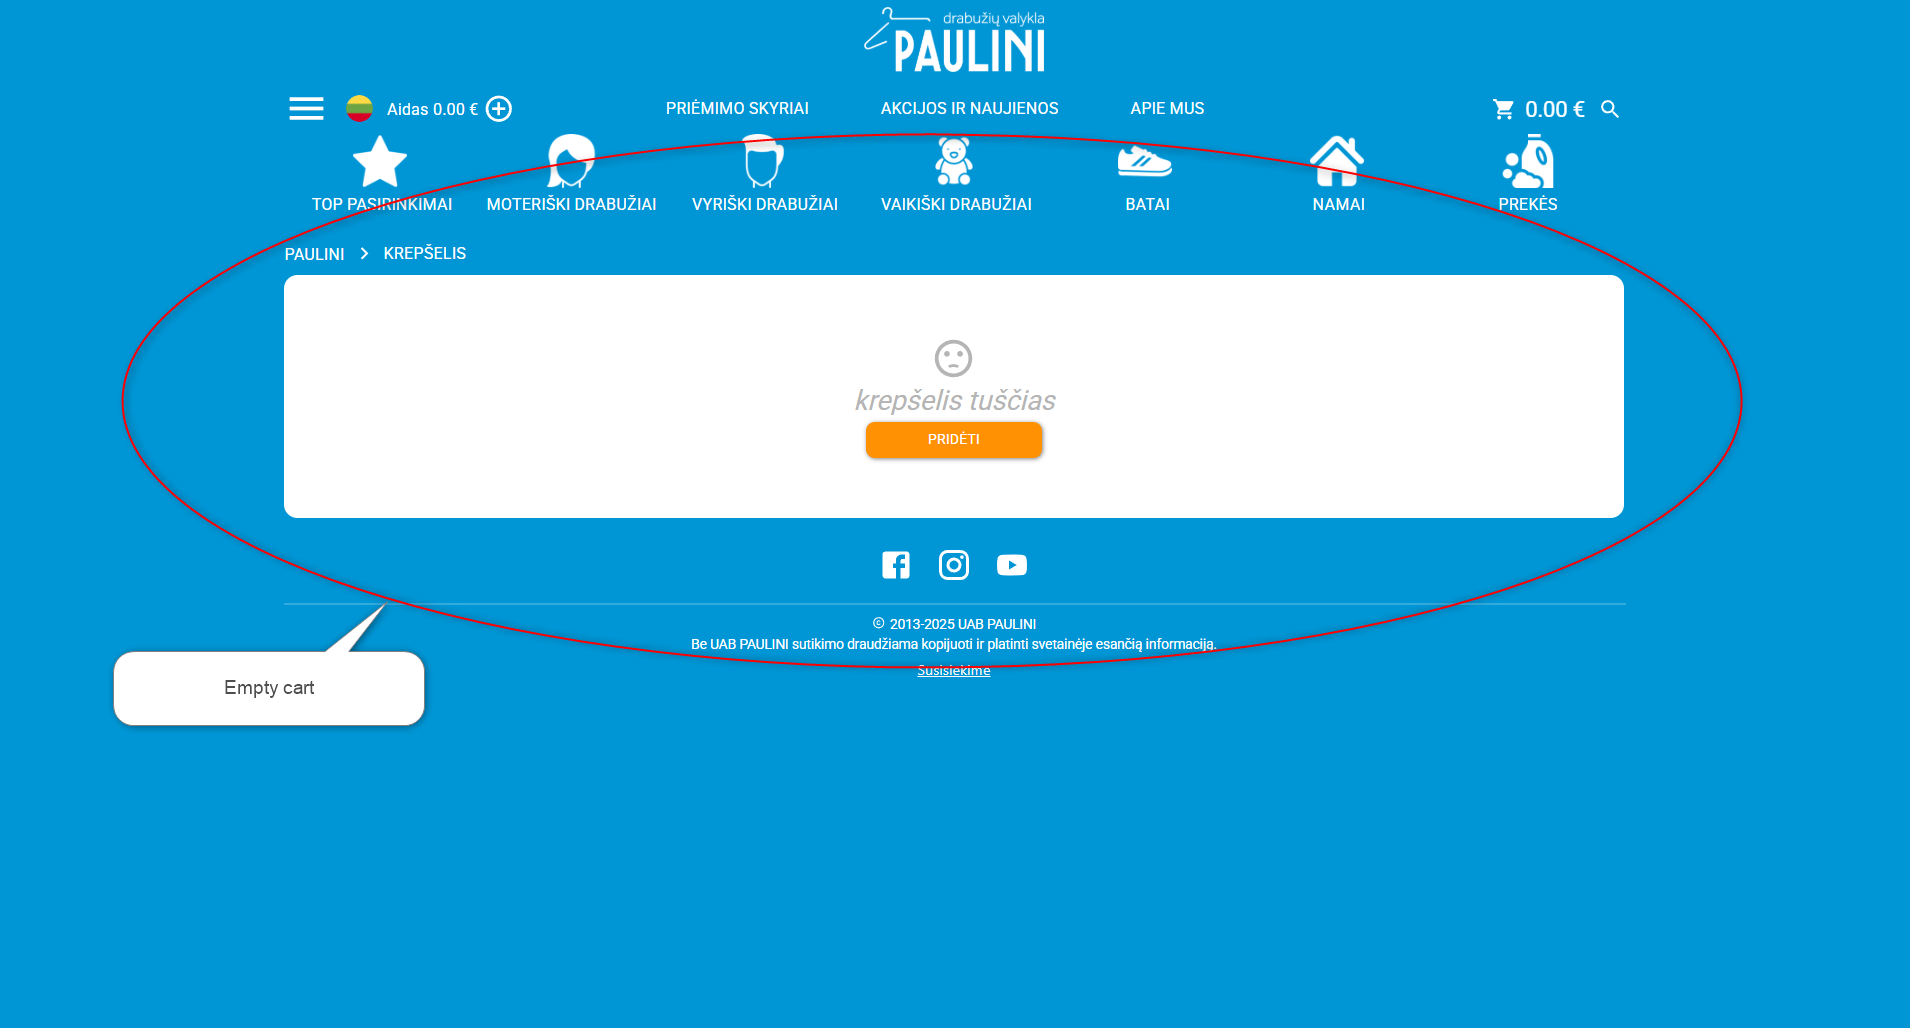 drabužių valykla
PAULINI
Aidas 0.00 €
PRIĖMIMO SKYRIAI
AKCIJOS IR NAUJIENOS
APIE MUS
0.00 €
TOP PASIRINKIMAI
MOTERIŠKI DRABUŽIAI
VYRIŠKI DRABUŽIAI
VAIKIŠKI DRABUŽIAI
BATAI
NAMAI
PREKĖS
PAULINI
KREPŠELIS
krepšelis tuščias
PRIDĖTI
© 2013-2025 UAB PAULINI
Be UAB PAULINI sutikimo draudžiama kopijuoti ir platinti svetainėje esančią informaciją.
Susisiekime
Empty cart